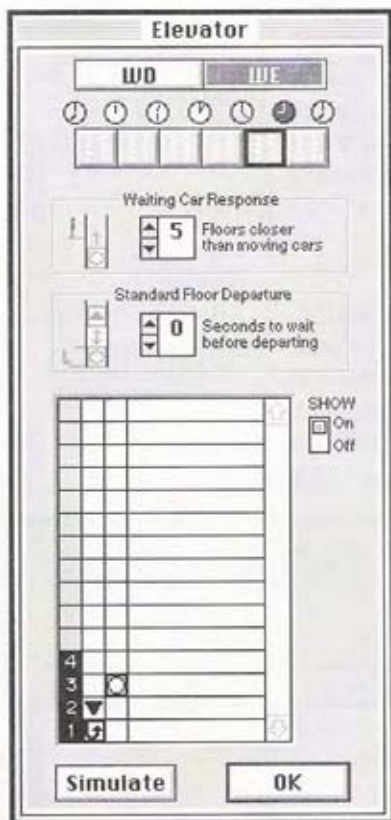 Elevator
WD WE
Waiting Car Response
5 Floors closer
than moving cars
Standard Floor Departure
0 Seconds to wait
before departing
SHOW
On
Off
4
3
2
1
Simulate OK